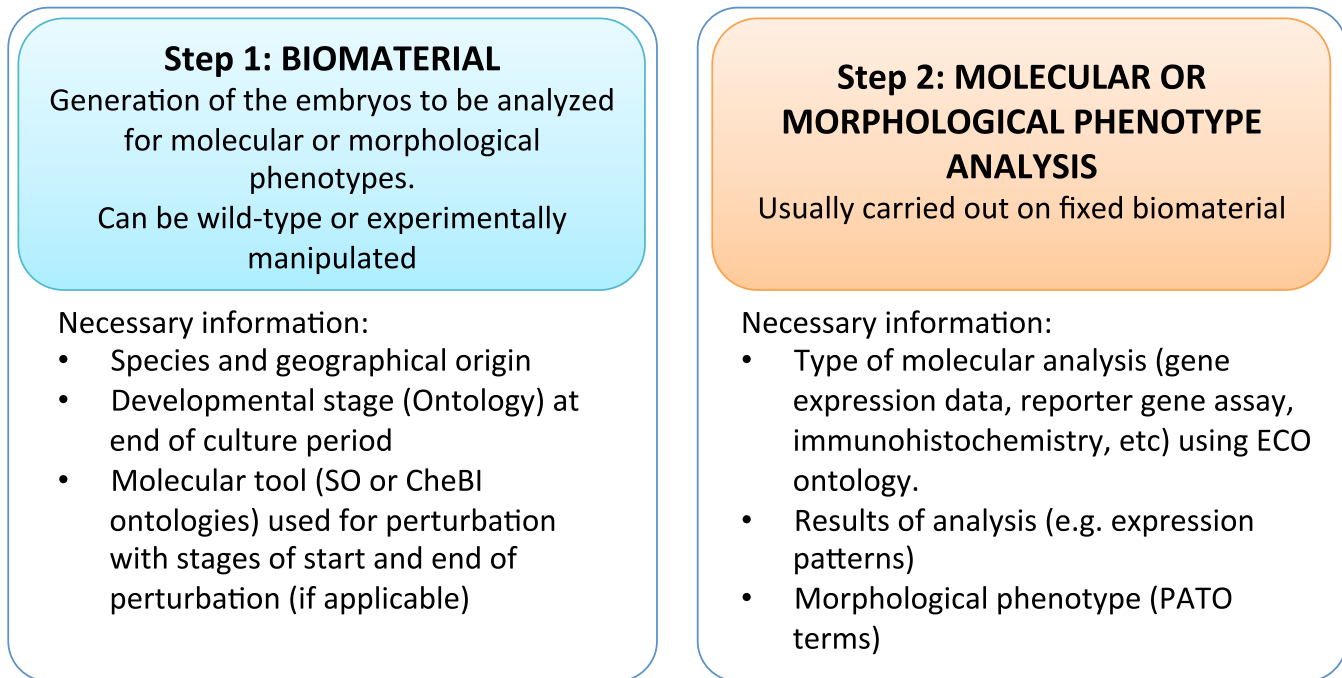 Step 1: BIOMATERIAL
Generation of the embryos to be analyzed
for molecular or morphological
phenotypes.
Can be wild-type or experimentally
manipulated
Necessary information:
• Species and geographical origin
• Developmental stage (Ontology) at
end of culture period
• Molecular tool (SO or CheBI
ontologies) used for perturbation
with stages of start and end of
perturbation (if applicable)
Step 2: MOLECULAR OR
MORPHOLOGICAL PHENOTYPE
ANALYSIS
Usually carried out on fixed biomaterial
Necessary information:
• Type of molecular analysis (gene
expression data, reporter gene assay,
immunohistochemistry, etc) using ECO
ontology.
• Results of analysis (e.g. expression
patterns)
• Morphological phenotype (PATO
terms)